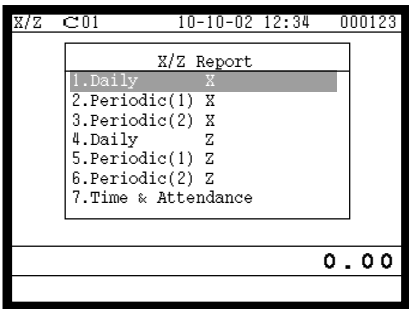 X/Z C01 10-10-02 12:34 000123
X/Z Report
1.Daily X
2.Periodic(1) X
3.Periodic(2) X
4.Daily Z
5.Periodic(1) Z
6.Periodic(2) Z
7.Time & Attendance
0.00